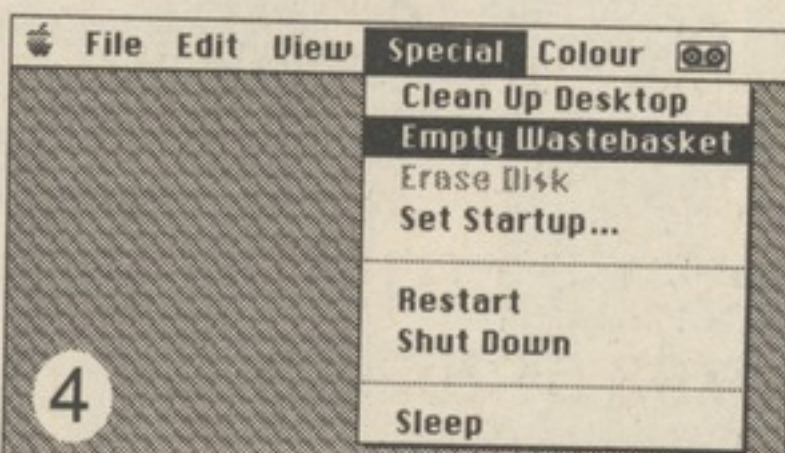 File Edit View Special Colour
Clean Up Desktop
Empty Wastebasket
Erase Disk
Set Startup...
Restart
Shut Down
Sleep
4